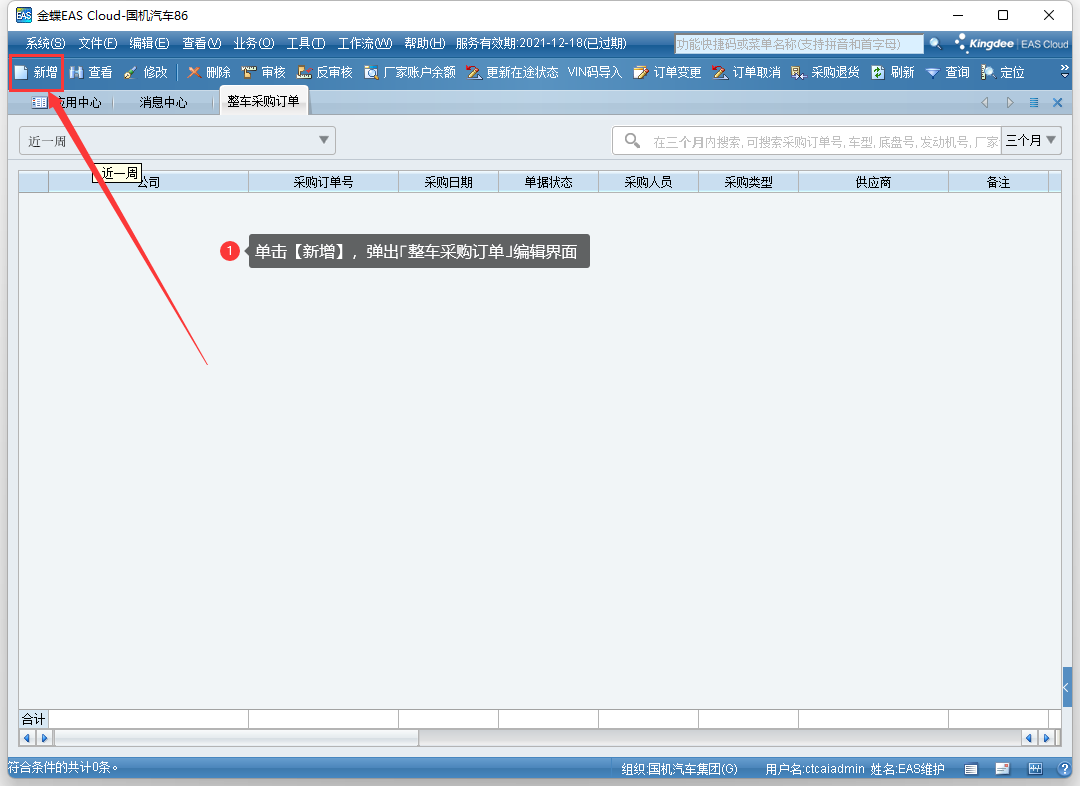 金蝶EAS Cloud-国机汽车86
系统(S) 文件(F) 编辑(E) 查看(V) 业务(O) 工具(T) 工作流(W) 帮助(H) 服务有效期:2021-12-18(已过期) 功能快捷码或菜单名称(支持拼音和首字母) Kingdee EAS Cloud
新增 查看 修改 删除 审核 反审核 厂家账户余额 更新在途状态 VIN码导入 订单变更 订单取消 采购退货 刷新 查询 定位
应用中心 消息中心 整车采购订单
近一周 在三个月内搜索,可搜索采购订单号,车型,底盘号,发动机号,厂家 三个月
近一周
公司 采购订单号 采购日期 单据状态 采购人员 采购类型 供应商 备注
1 单击【新增】，弹出「整车采购订单」编辑界面
合计
符合条件的共计0条。 组织:国机汽车集团(G) 用户名:ctcaiadmin 姓名:EAS维护